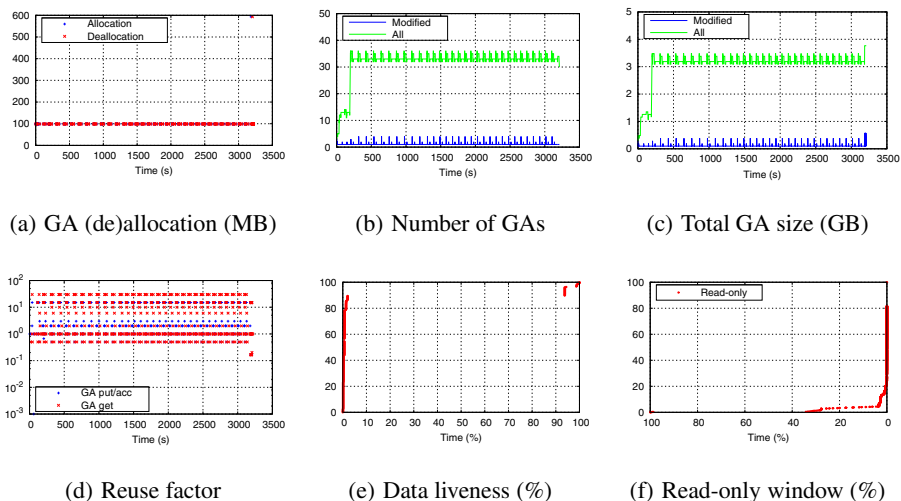 600
500
400
300
200
100
0
Allocation
Deallocation
0 500 1000 1500 2000 2500 3000 3500
Time (s)
(a) GA (de)allocation (MB)
50
40
30
20
10
0
Modified
All
0 500 1000 1500 2000 2500 3000 3500
Time (s)
(b) Number of GAs
5
4
3
2
1
0
Modified
All
0 500 1000 1500 2000 2500 3000 3500
Time (s)
(c) Total GA size (GB)
10^2
10^1
10^0
10^-1
10^-2
10^-3
GA put/acc
GA get
0 500 1000 1500 2000 2500 3000 3500
Time (s)
(d) Reuse factor
100
80
60
40
20
0
0 20 40 60 80 100
Time (%)
(e) Data liveness (%)
100
80
60
40
20
0
Read-only
100 80 60 40 20 0
Time (%)
(f) Read-only window (%)